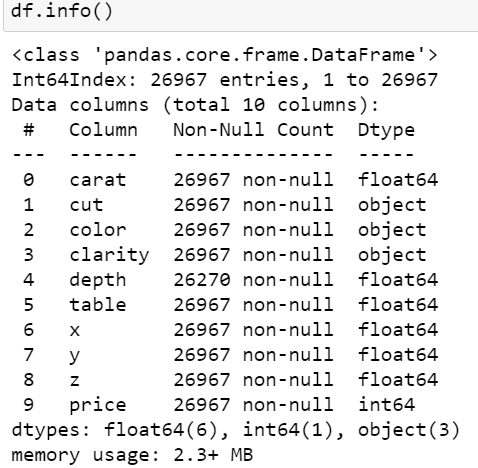 df.info()
<class 'pandas.core.frame.DataFrame'>
Int64Index: 26967 entries, 1 to 26967
Data columns (total 10 columns):
 #   Column   Non-Null Count  Dtype
---  ------   --------------  -----
 0   carat    26967 non-null  float64
 1   cut      26967 non-null  object
 2   color    26967 non-null  object
 3   clarity  26967 non-null  object
 4   depth    26270 non-null  float64
 5   table    26967 non-null  float64
 6   x        26967 non-null  float64
 7   y        26967 non-null  float64
 8   z        26967 non-null  float64
 9   price    26967 non-null  int64
dtypes: float64(6), int64(1), object(3)
memory usage: 2.3+ MB